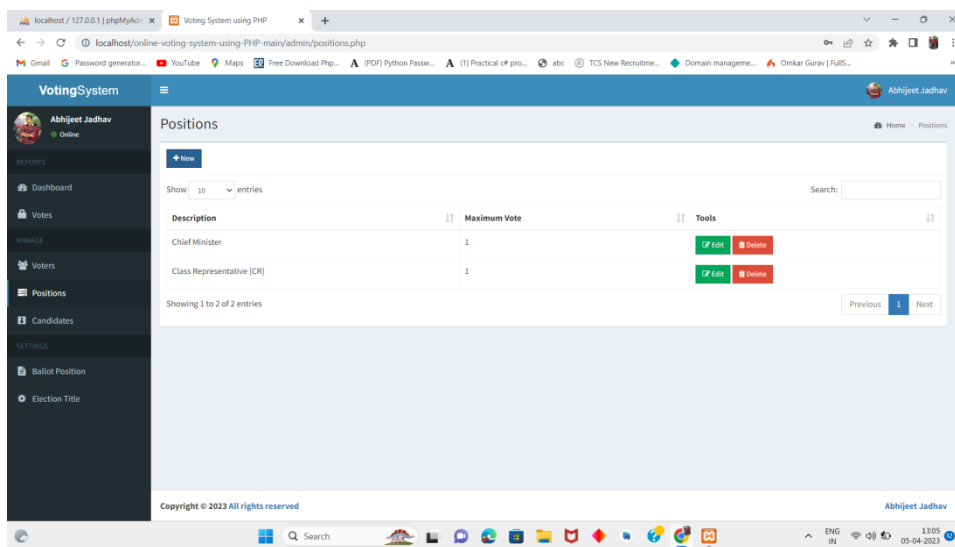 localhost / 127.0.0.1 | phpMyAdi
Voting System using PHP
localhost/online-voting-system-using-PHP-main/admin/positions.php
Gmail
Password generator...
YouTube
Maps
Free Download Php...
(PDF) Python Passw...
(1) Practical c# pro...
abc
TCS New Recruitme...
Domain manageme...
Omkar Gurav | FullS...
VotingSystem
Abhijeet Jadhav
Abhijeet Jadhav
Online
Positions
Home > Positions
REPORTS
Dashboard
Votes
MANAGE
Voters
Positions
Candidates
SETTINGS
Ballot Position
Election Title
+New
Show 10 entries
Search:
Description Maximum Vote Tools
Chief Minister 1 Edit Delete
Class Representative [CR] 1 Edit Delete
Showing 1 to 2 of 2 entries
Previous 1 Next
Copyright © 2023 All rights reserved
Abhijeet Jadhav
Search
ENG
IN
13:05
05-04-2023